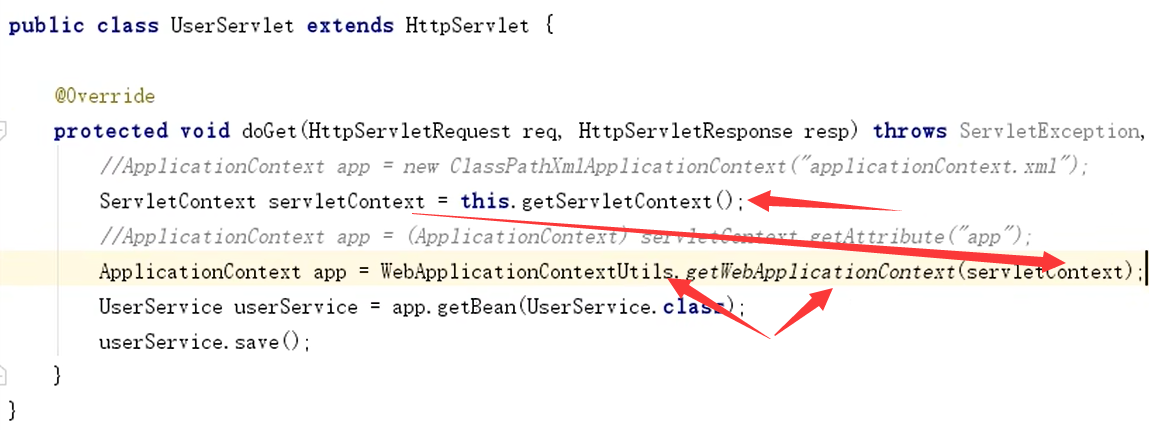 public class UserServlet extends HttpServlet {
@Override
protected void doGet(HttpServletRequest req, HttpServletResponse resp) throws ServletException,
//ApplicationContext app = new ClassPathXmlApplicationContext("applicationContext.xml");
ServletContext servletContext = this.getServletContext();
//ApplicationContext app = (ApplicationContext) servletContext.getAttribute("app");
ApplicationContext app = WebApplicationContextUtils.getWebApplicationContext(servletContext);
UserService userService = app.getBean(UserService.class);
userService.save();
}
}